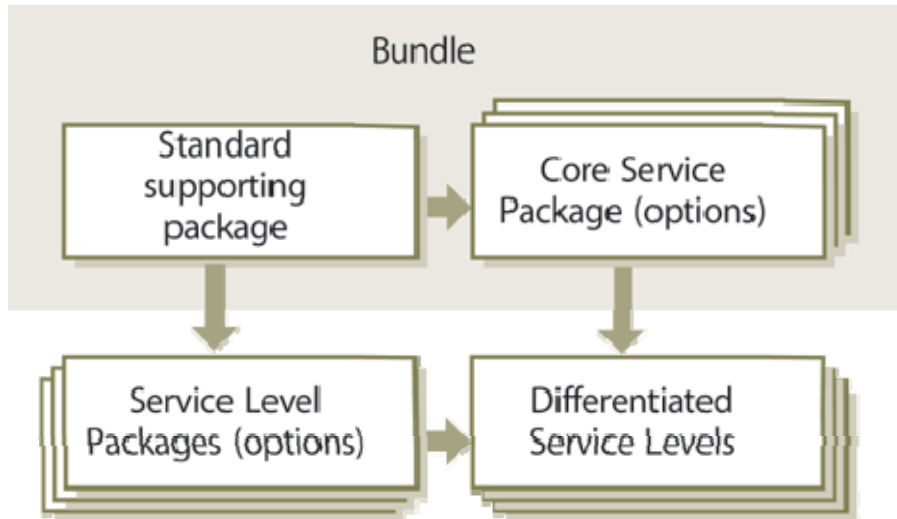 Bundle
Standard
supporting
package
Core Service
Package (options)
Service Level
Packages (options)
Differentiated
Service Levels